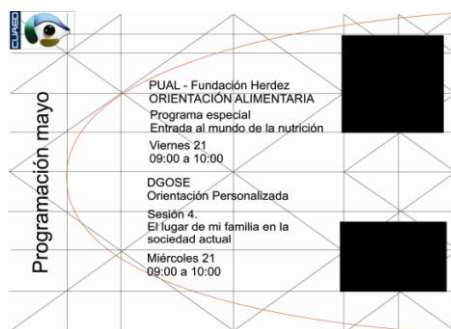 CUAED
Programación mayo
PUAL - Fundación Herdez
ORIENTACIÓN ALIMENTARIA
Programa especial
Entrada al mundo de la nutrición
Viernes 21
09:00 a 10:00
DGOSE
Orientación Personalizada
Sesión 4.
El lugar de mi familia en la
sociedad actual
Miércoles 21
09:00 a 10:00